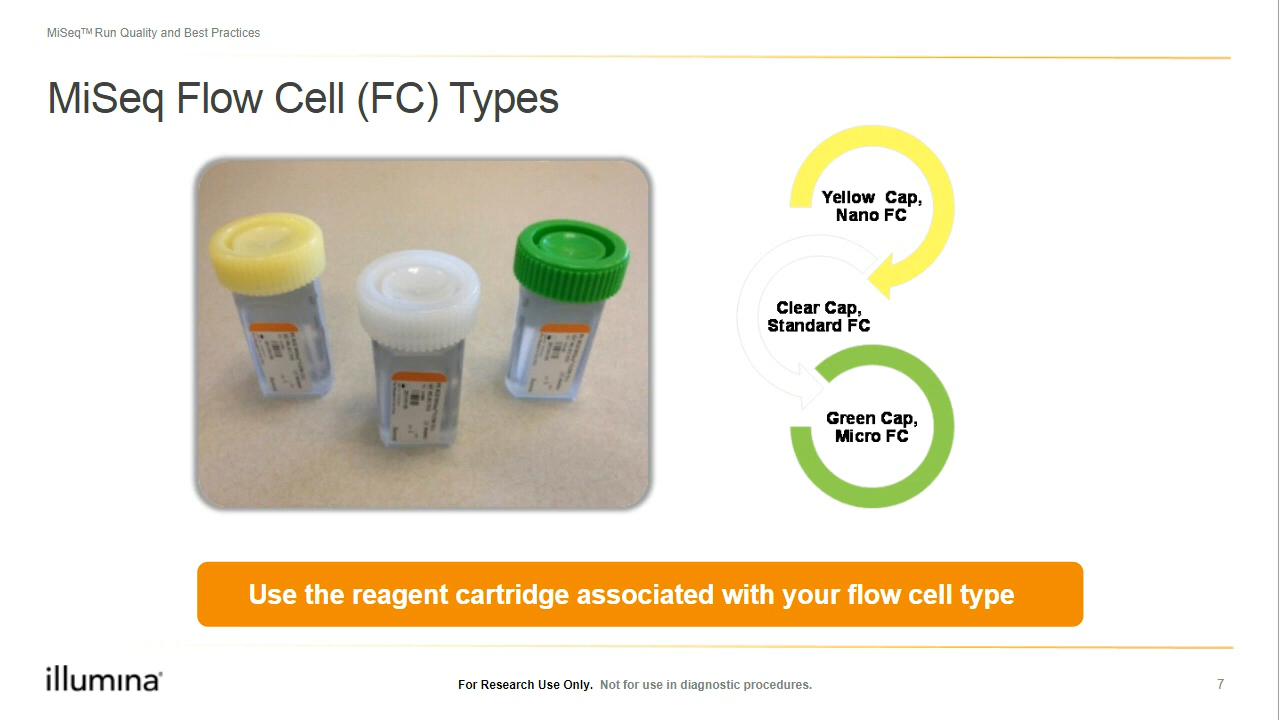 MiSeq™ Run Quality and Best Practices
MiSeq Flow Cell (FC) Types
Yellow Cap,
Nano FC
Clear Cap,
Standard FC
Green Cap,
Micro FC
Use the reagent cartridge associated with your flow cell type
illumina®
For Research Use Only. Not for use in diagnostic procedures.
7